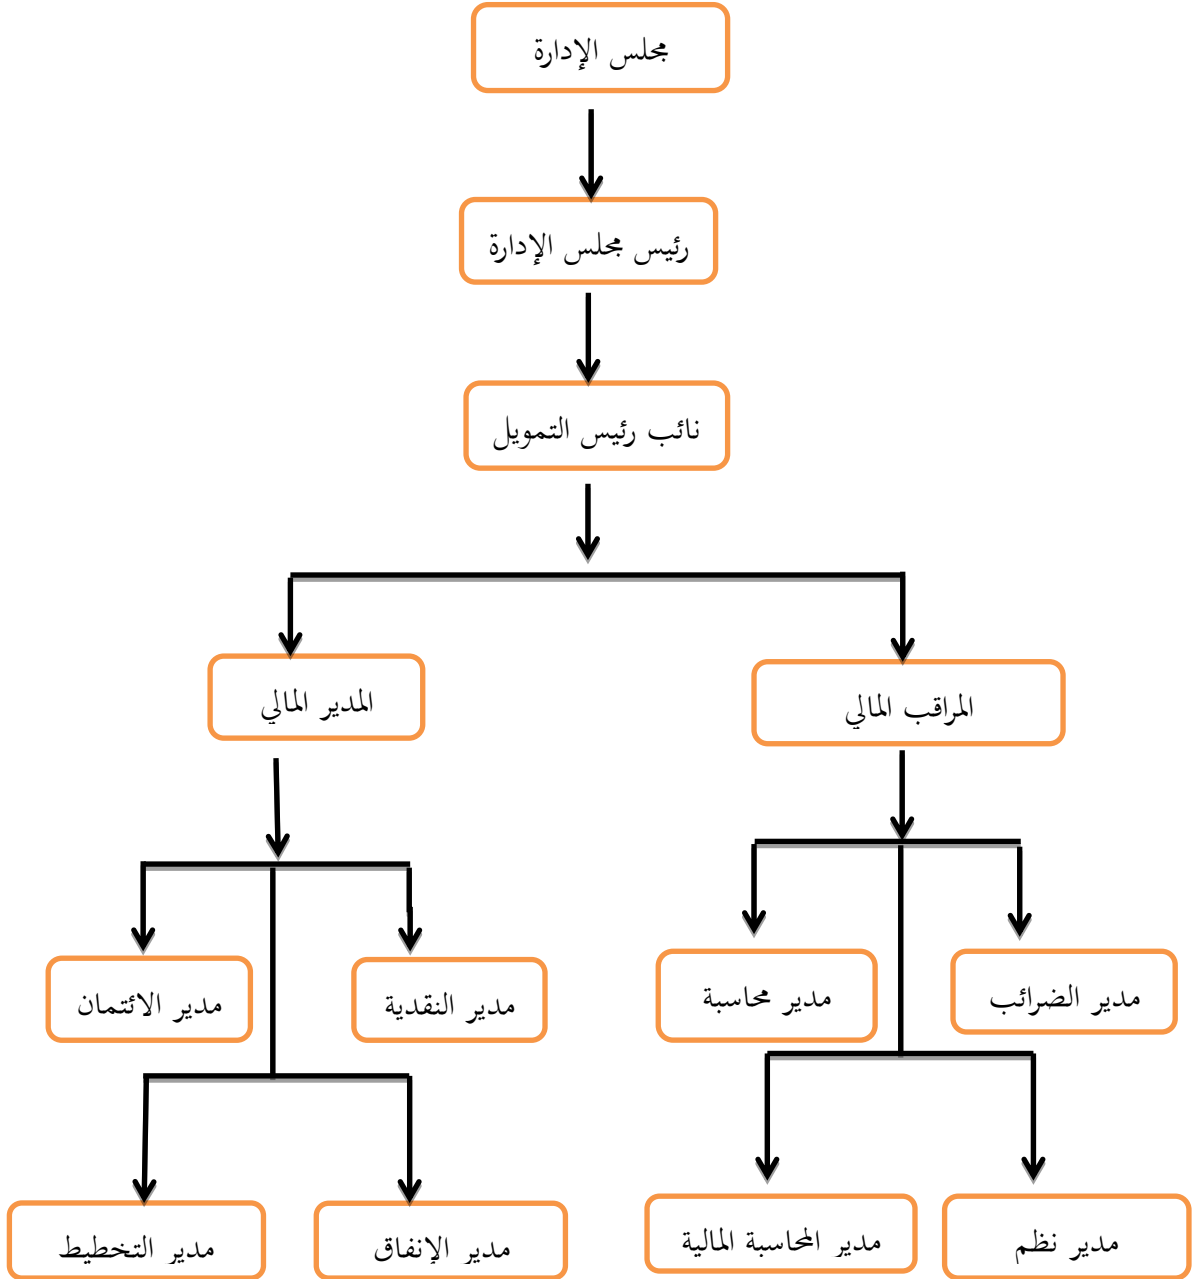 مجلس الإدارة
رئيس مجلس الإدارة
نائب رئيس التمويل
المراقب المالي
المدير المالي
مدير الضرائب
مدير محاسبة
مدير النقدية
مدير الائتمان
مدير نظم
مدير المحاسبة المالية
مدير الإنفاق
مدير التخطيط